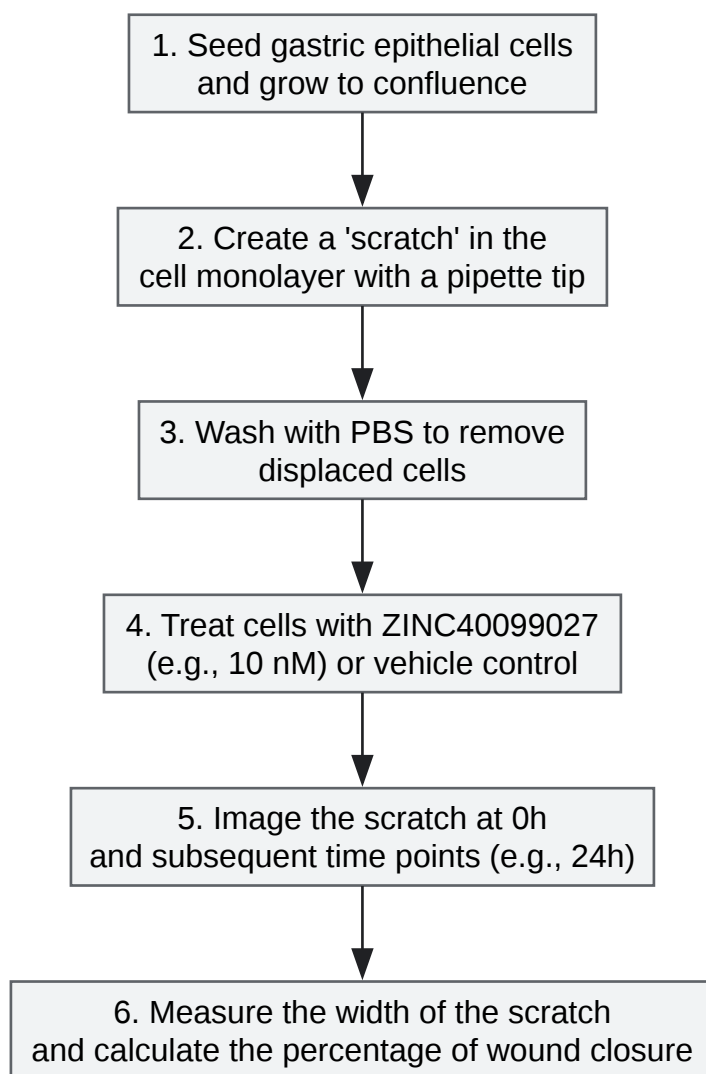 1. Seed gastric epithelial cells
and grow to confluence
2. Create a 'scratch' in the
cell monolayer with a pipette tip
3. Wash with PBS to remove
displaced cells
4. Treat cells with ZINC40099027
(e.g., 10 nM) or vehicle control
5. Image the scratch at 0h
and subsequent time points (e.g., 24h)
6. Measure the width of the scratch
and calculate the percentage of wound closure